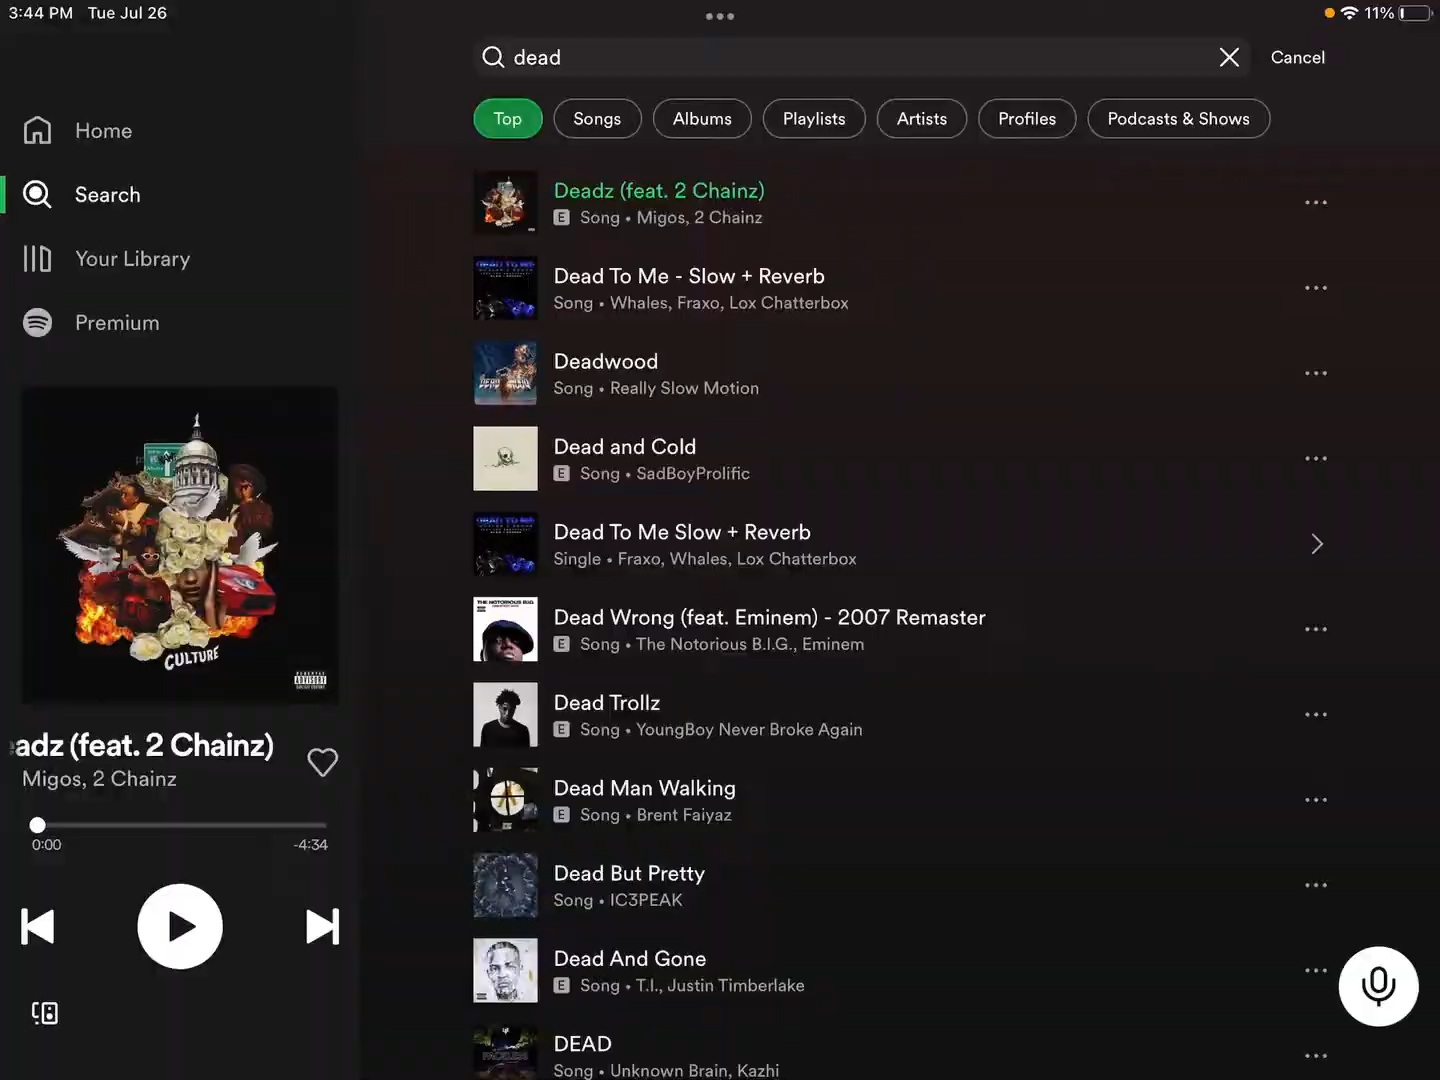 3:44 PM Tue Jul 26
11%
dead
Cancel
Top
Songs
Albums
Playlists
Artists
Profiles
Podcasts & Shows
Home
Search
Your Library
Premium
Deadz (feat. 2 Chainz)
E Song • Migos, 2 Chainz
Dead To Me - Slow + Reverb
Song • Whales, Fraxo, Lox Chatterbox
Deadwood
Song • Really Slow Motion
Dead and Cold
E Song • SadBoyProlific
Dead To Me Slow + Reverb
Single • Fraxo, Whales, Lox Chatterbox
Dead Wrong (feat. Eminem) - 2007 Remaster
E Song • The Notorious B.I.G., Eminem
Dead Trollz
E Song • YoungBoy Never Broke Again
Dead Man Walking
E Song • Brent Faiyaz
Dead But Pretty
Song • IC3PEAK
Dead And Gone
E Song • T.I., Justin Timberlake
DEAD
Song • Unknown Brain, Kazhi
CULTURE
adz (feat. 2 Chainz)
Migos, 2 Chainz
0:00
-4:34